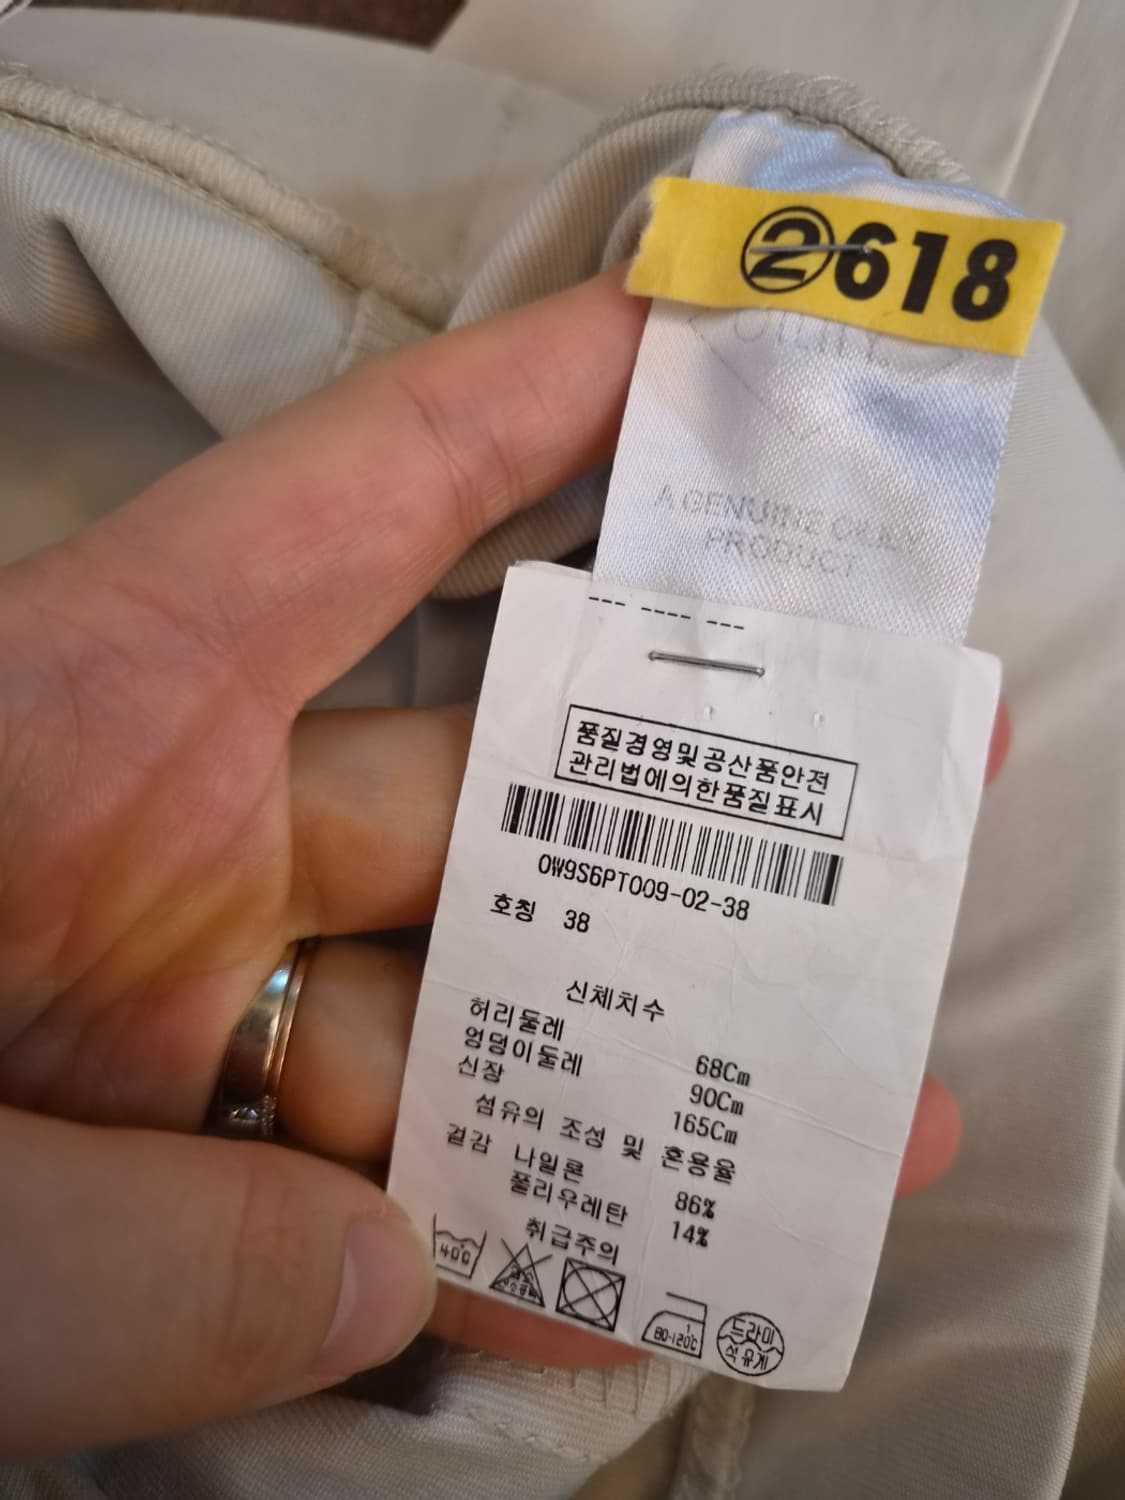 ②618
A GENUINE
PRODUCT
--- ---- ---
품질경영및공산품안전
관리법에의한품질표시
OW9S6PT009-02-38
호칭 38
신체치수
허리둘레 68Cm
엉덩이둘레 90Cm
신장 165Cm
섬유의 조성 및 혼용율
겉감 나일론 86%
폴리우레탄 14%
취급주의
40℃
1
80-120℃
드라이
석유계